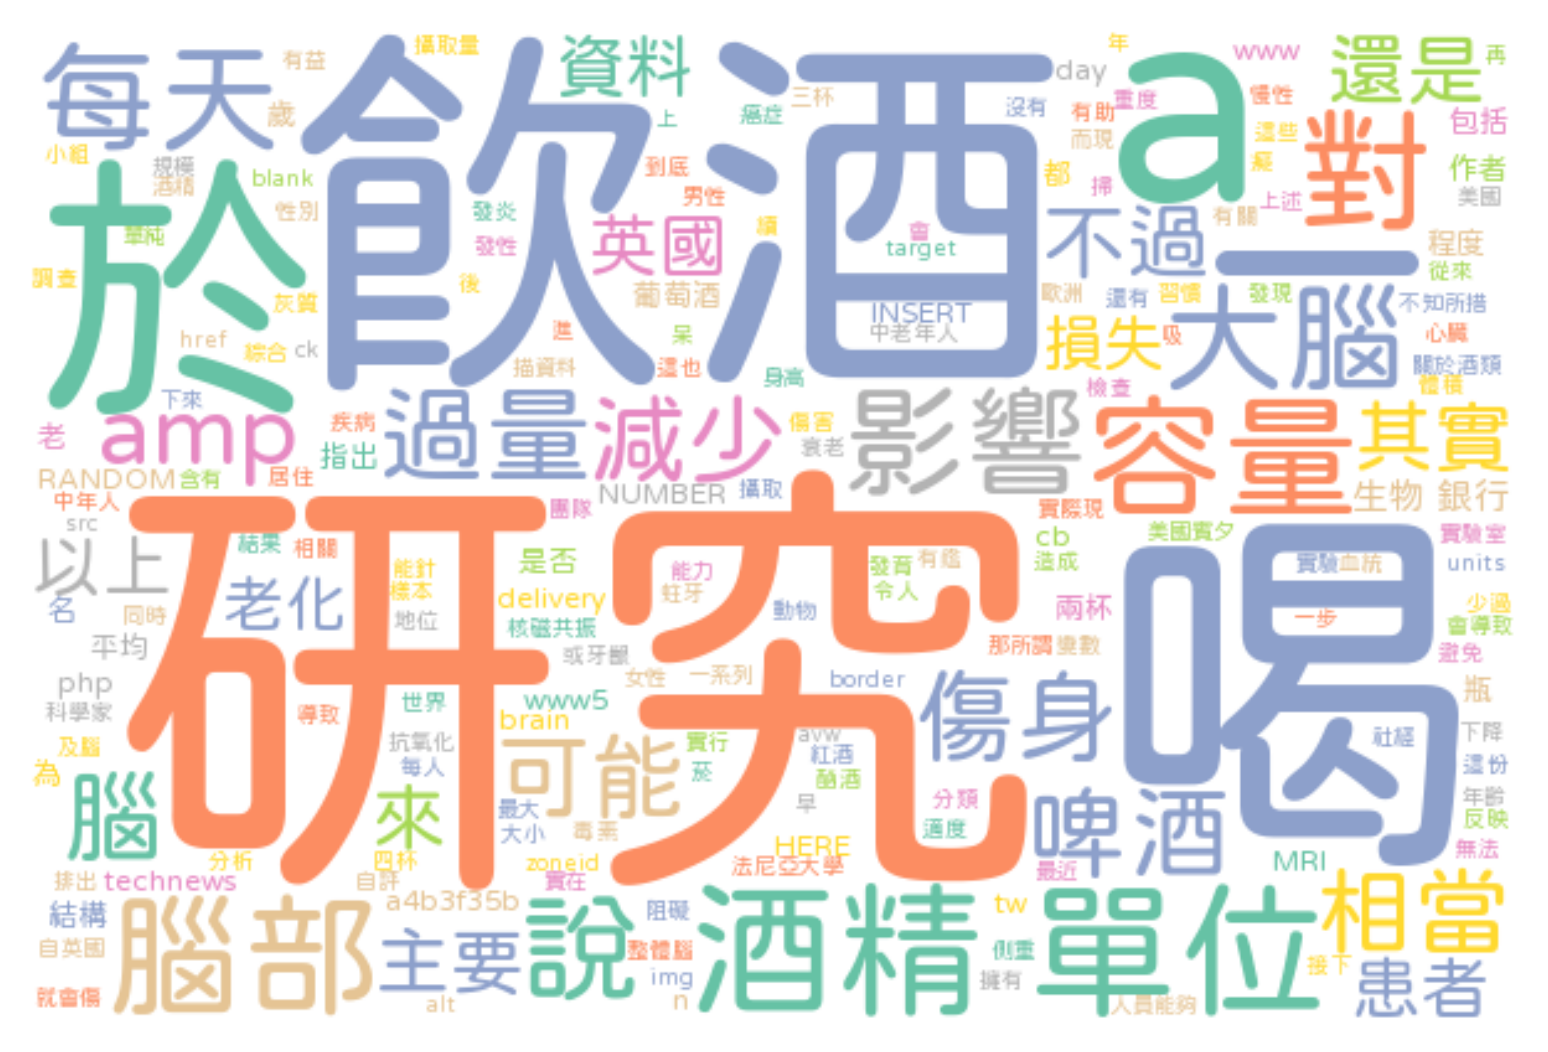 每天
有益
攝取量
資料
飲酒
三杯
癌症
day
a
年
www
還是
再
歲
上
沒有
有助
重度
慢性
而現
這些
對
包括
小組
規模
酒精
blank
到底
男性
都
掃
癮
作者
美國
上述
於
性別
發炎
英國
續
會
target
不過
有關
一
程度
單純
發性
從來
調查
灰質
後
葡萄酒
INSERT
中老年人
歐洲
還有
習慣
發現
不知所措
href
綜合
ck
進
呆
損失
吸
大腦
心臟
描資料
這也
身高
關於酒類
體積
下來
檢查
老
amp
疾病
指出
過量
減少
傷害
衰老
影響
容量
其實
RANDOM
含有
居住
NUMBER
攝取
生物
銀行
中年人
src
研究
團隊
實際現
美國賓夕
實驗室
以上
結果
相關
能針
樣本
是否
能力
蛀牙
發育
令人
有鑑
cb
造成
喝
實驗
血統
units
名
同時
老化
地位
delivery
核磁共振
動物
兩杯
一步
少過
會導致
平均
或牙齦
那所謂
變數
避免
php
科學家
女性
一系列
border
傷身
瓶
導致
世界
www5
brain
avw
紅酒
社經
下降
及腦
為
抗氧化
每人
可能
實行
菸
酗酒
這份
腦
來
最大
大小
毒素
早
分類
適度
啤酒
年齡
反映
分析
四杯
zoneid
HERE
法尼亞大學
最近
MRI
無法
排出
technews
自評
實在
結構
腦部
a4b3f35b
主要
說
阻礙
酒精
tw
單位
相當
自英國
整體腦
側重
接下
就會傷
alt
img
n
擁有
人員能夠
患者